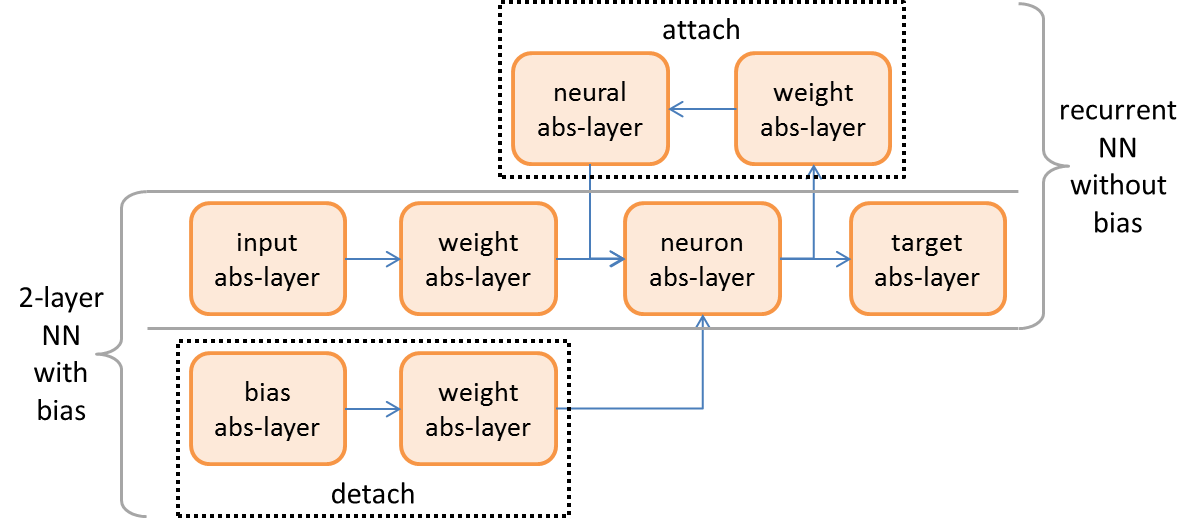 attach
neural
abs-layer
weight
abs-layer
recurrent
NN
without
bias
input
abs-layer
weight
abs-layer
neuron
abs-layer
target
abs-layer
2-layer
NN
with
bias
bias
abs-layer
weight
abs-layer
detach